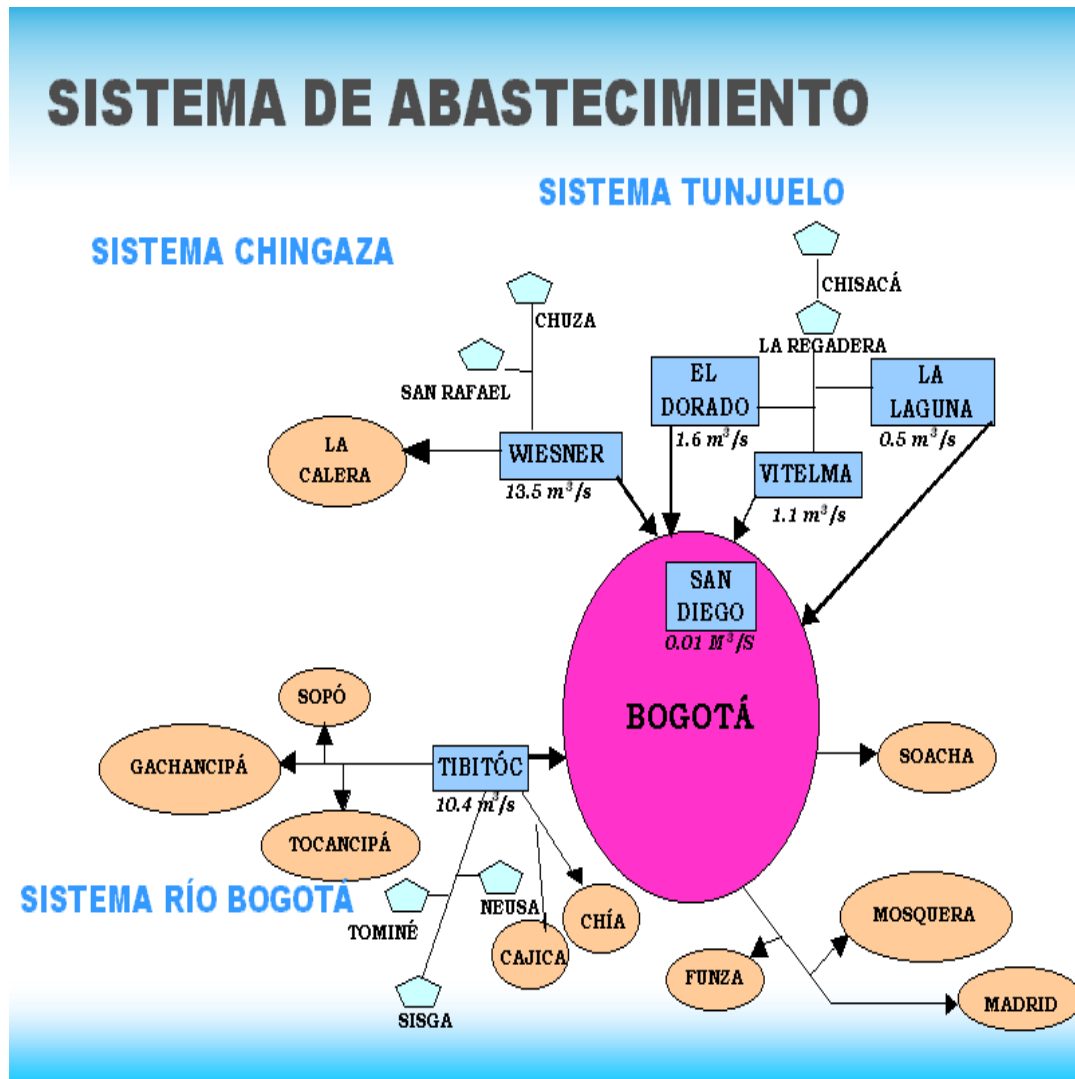 SISTEMA DE ABASTECIMIENTO
SISTEMA TUNJUELO
SISTEMA CHINGAZA
CHISACÁ
CHUZA
LA REGADERA
SAN RAFAEL
EL
DORADO
1.6 m³/s
LA
LAGUNA
0.5 m³/s
LA
CALERA
WIESNER
13.5 m³/s
VITELMA
1.1 m³/s
SAN
DIEGO
0.01 M³/S
BOGOTÁ
SOPÓ
GACHANCIPÁ
TIBITÓC
10.4 m³/s
SOACHA
TOCANCIPÁ
SISTEMA RÍO BOGOTÁ
NEUSA
TOMINÉ
CHÍA
CAJICA
MOSQUERA
FUNZA
MADRID
SISGA